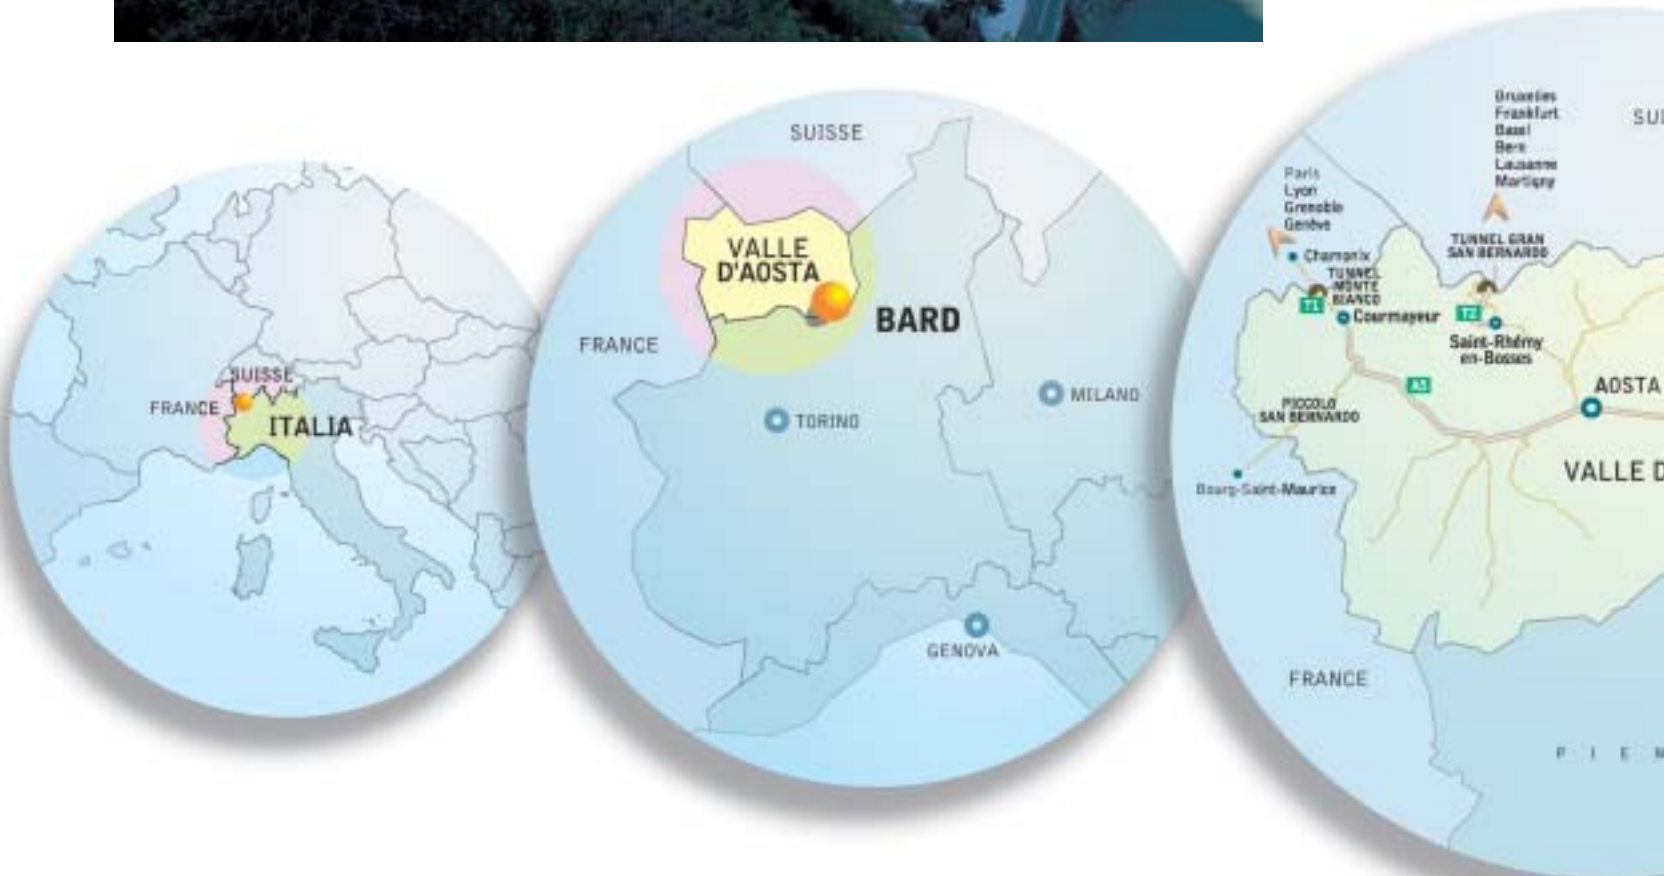 SUISSE
FRANCE
ITALIA
SUISSE
VALLE
D'AOSTA
BARD
FRANCE
TORINO
MILANO
GENOVA
Bruxelles
Frankfurt
Basel
Bern
Lausanne
Martigny
SUI
Paris
Lyon
Grenoble
Genève
Chamonix
TUNNEL
MONTE
BIANCO
T1
Courmayeur
TUNNEL GRAN
SAN BERNARDO
T2
Saint-Rhémy
en-Bosses
A5
AOSTA
PICCOLO
SAN BERNARDO
VALLE D
Bourg-Saint-Maurice
FRANCE
P I E